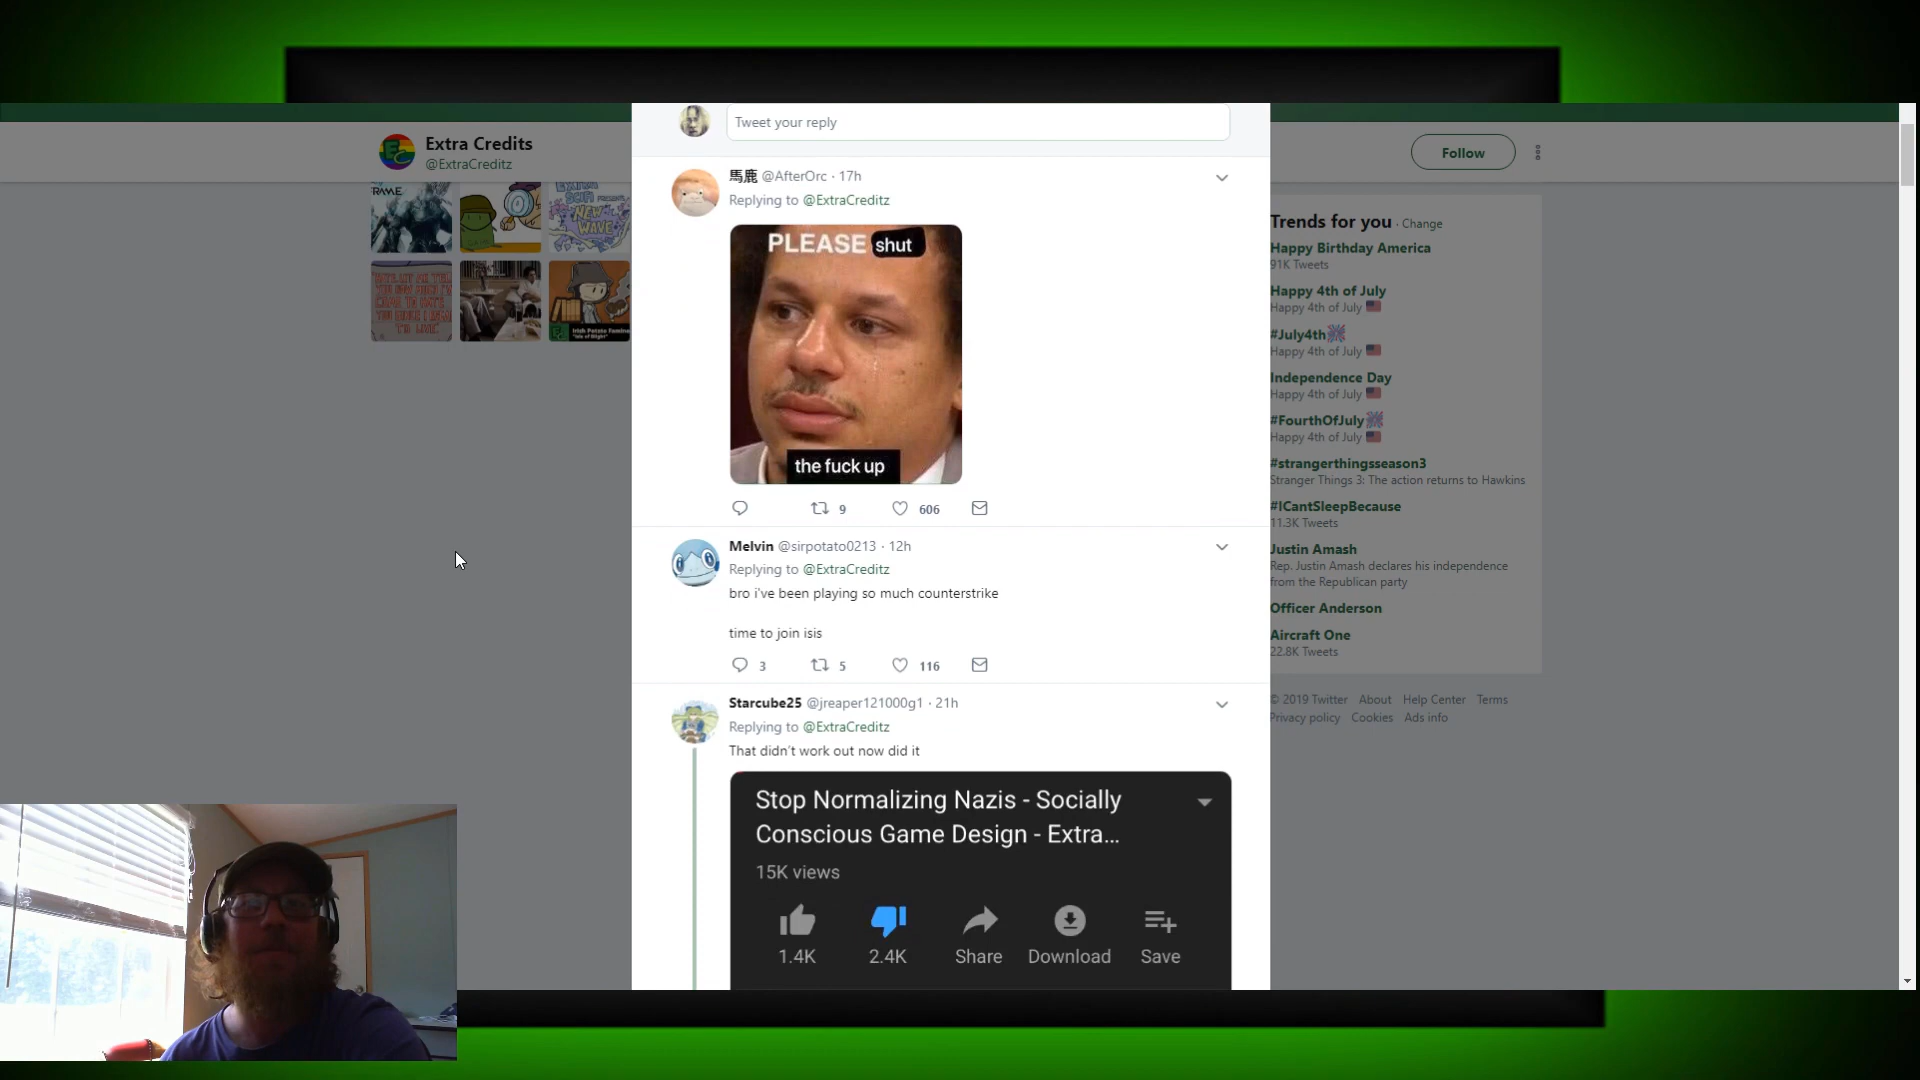 Extra Credits
@ExtraCreditz
Follow
Tweet your reply
馬鹿 @AfterOrc · 17h
Replying to @ExtraCreditz
PLEASE shut
the fuck up
9 606
Melvin @sirpotato0213 · 12h
Replying to @ExtraCreditz
bro i've been playing so much counterstrike
time to join isis
3 5 116
Starcube25 @jreaper121000g1 · 21h
Replying to @ExtraCreditz
That didn't work out now did it
Stop Normalizing Nazis - Socially
Conscious Game Design - Extra...
15K views
1.4K 2.4K Share Download Save
Trends for you · Change
Happy Birthday America
91K Tweets
Happy 4th of July
Happy 4th of July
#July4th
Happy 4th of July
Independence Day
Happy 4th of July
#FourthOfJuly
Happy 4th of July
#strangerthingsseason3
Stranger Things 3: The action returns to Hawkins
#ICantSleepBecause
11.3K Tweets
Justin Amash
Rep. Justin Amash declares his independence
from the Republican party
Officer Anderson
Aircraft One
22.8K Tweets
© 2019 Twitter About Help Center Terms
Privacy policy Cookies Ads info
NEW
WAVE
Irish Potato Famine